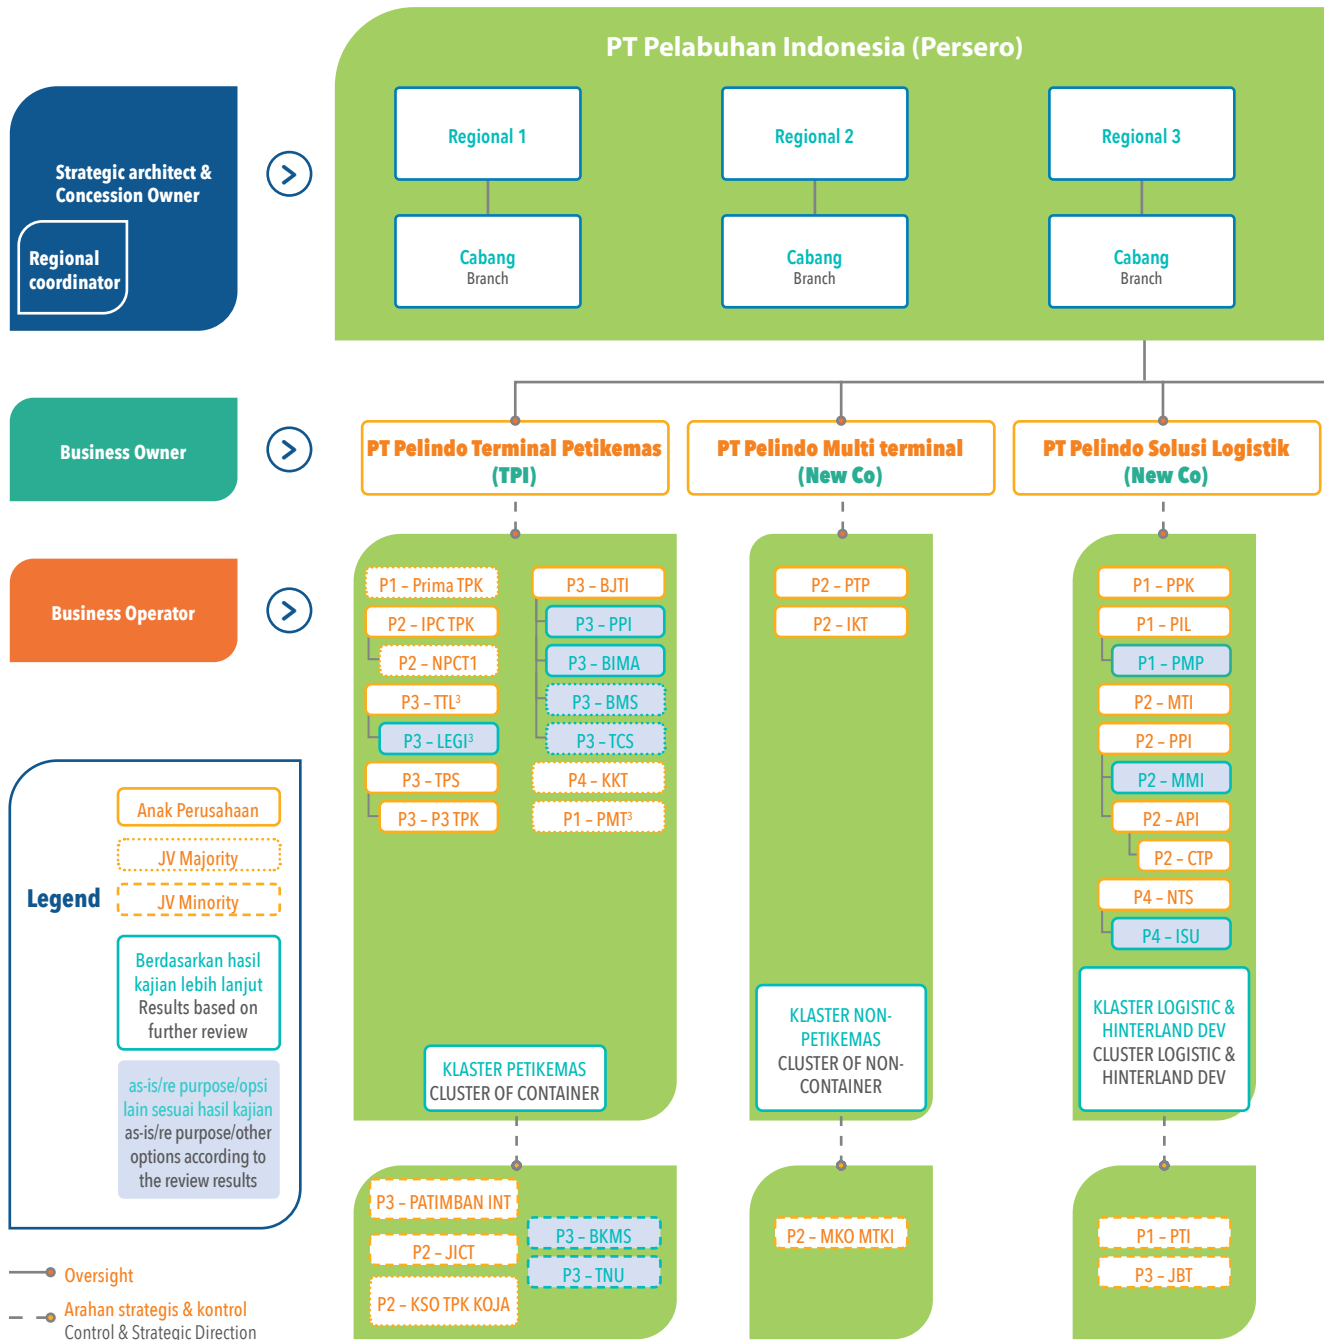 PT Pelabuhan Indonesia (Persero)
Strategic architect &
Concession Owner
Regional
coordinator
Regional 1
Regional 2
Regional 3
Cabang
Branch
Cabang
Branch
Cabang
Branch
Business Owner
PT Pelindo Terminal Petikemas
(TPI)
PT Pelindo Multi terminal
(New Co)
PT Pelindo Solusi Logistik
(New Co)
Business Operator
P1 – Prima TPK
P2 – IPC TPK
P2 – NPCT1
P3 – TTL³
P3 – LEGI³
P3 – TPS
P3 – P3 TPK
P3 – BJTI
P3 – PPI
P3 – BIMA
P3 – BMS
P3 – TCS
P4 – KKT
P1 – PMT³
KLASTER PETIKEMAS
CLUSTER OF CONTAINER
P2 – PTP
P2 – IKT
KLASTER NON-
PETIKEMAS
CLUSTER OF NON-
CONTAINER
P1 – PPK
P1 – PIL
P1 – PMP
P2 – MTI
P2 – PPI
P2 – MMI
P2 – API
P2 – CTP
P4 – NTS
P4 – ISU
KLASTER LOGISTIC &
HINTERLAND DEV
CLUSTER LOGISTIC &
HINTERLAND DEV
P3 – PATIMBAN INT
P2 – JICT
P2 – KSO TPK KOJA
P3 – BKMS
P3 – TNU
P2 – MKO MTKI
P1 – PTI
P3 – JBT
Legend
Anak Perusahaan
JV Majority
JV Minority
Berdasarkan hasil
kajian lebih lanjut
Results based on
further review
as-is/re purpose/opsi
lain sesuai hasil kajian
as-is/re purpose/other
options according to
the review results
Oversight
Arahan strategis & kontrol
Control & Strategic Direction